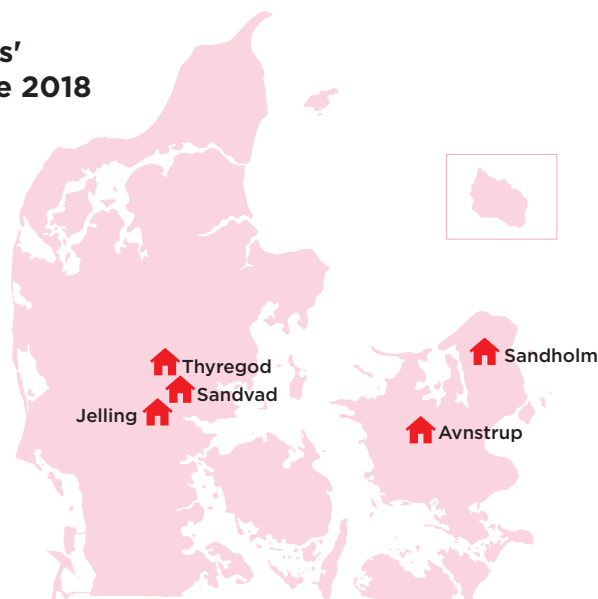 s'
e 2018
Thyregod
Sandvad
Jelling
Sandholm
Avnstrup